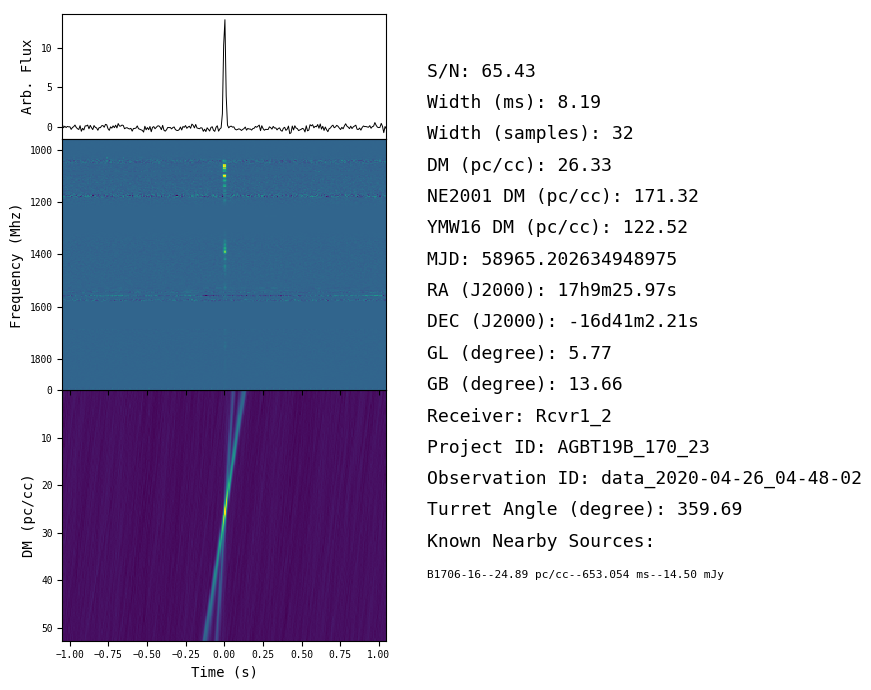 Arb. Flux
10
5
0
Frequency (Mhz)
1000
1200
1400
1600
1800
DM (pc/cc)
0
10
20
30
40
50
−1.00 −0.75 −0.50 −0.25 0.00 0.25 0.50 0.75 1.00
Time (s)
S/N: 65.43
Width (ms): 8.19
Width (samples): 32
DM (pc/cc): 26.33
NE2001 DM (pc/cc): 171.32
YMW16 DM (pc/cc): 122.52
MJD: 58965.202634948975
RA (J2000): 17h9m25.97s
DEC (J2000): -16d41m2.21s
GL (degree): 5.77
GB (degree): 13.66
Receiver: Rcvr1_2
Project ID: AGBT19B_170_23
Observation ID: data_2020-04-26_04-48-02
Turret Angle (degree): 359.69
Known Nearby Sources:
B1706-16--24.89 pc/cc--653.054 ms--14.50 mJy